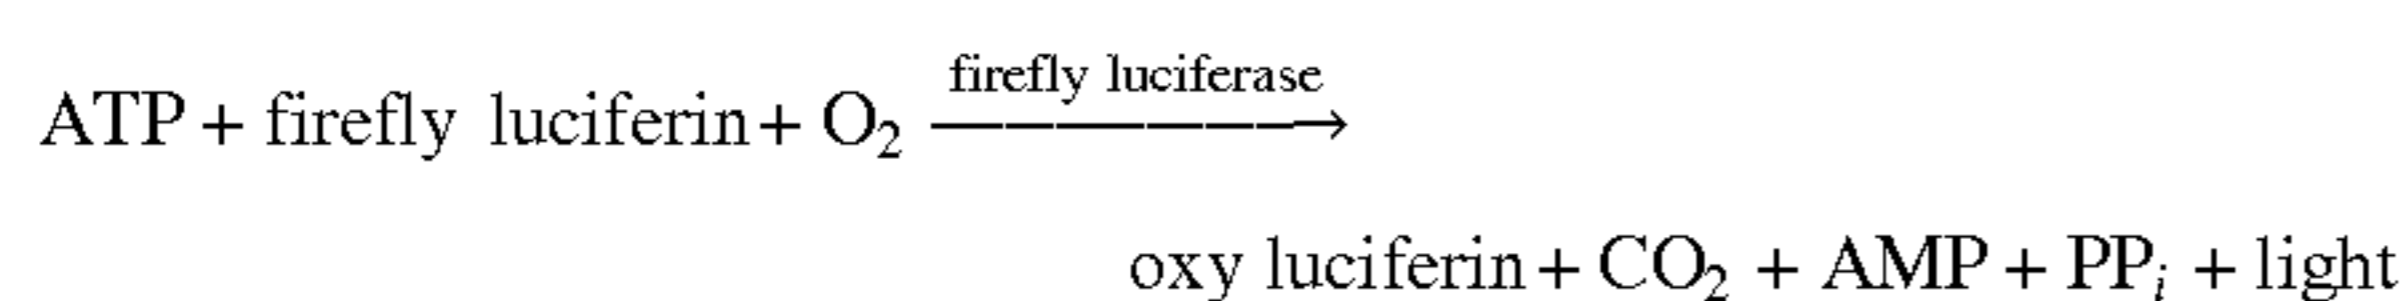 firefly luciferase
ATP + firefly luciferin + O₂ ⟶
oxy luciferin + CO₂ + AMP + PPᵢ + light